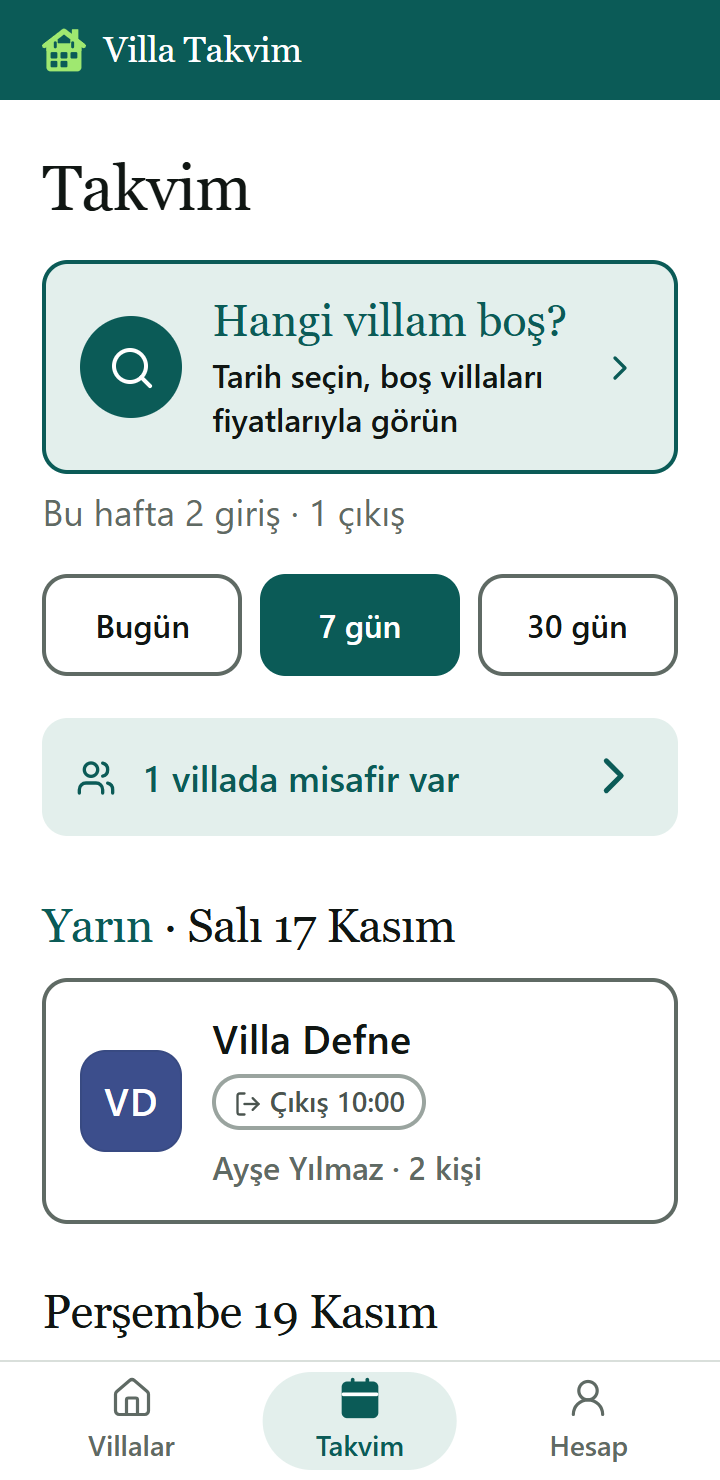 Villa Takvim
Takvim
Hangi villam boş?
Tarih seçin, boş villaları
fiyatlarıyla görün
Bu hafta 2 giriş · 1 çıkış
Bugün
7 gün
30 gün
1 villada misafir var
Yarın · Salı 17 Kasım
VD
Villa Defne
Çıkış 10:00
Ayşe Yılmaz · 2 kişi
Perşembe 19 Kasım
Villalar
Takvim
Hesap